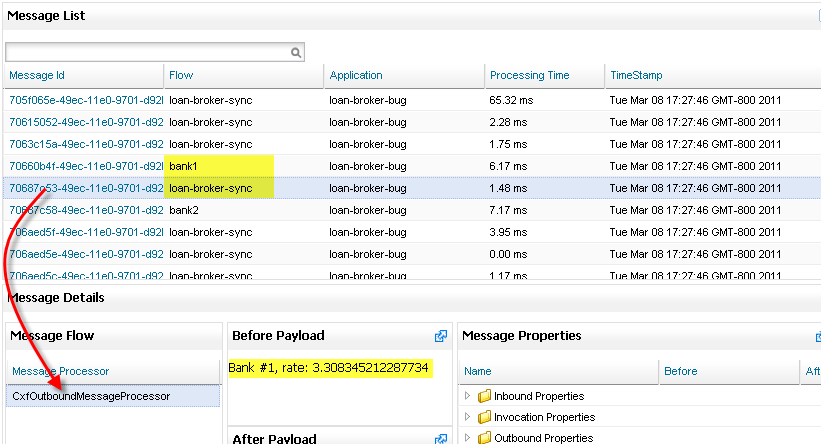 Message List
Message Id Flow Application Processing Time TimeStamp
705f065e-49ec-11e0-9701-d92l loan-broker-sync loan-broker-bug 65.32 ms Tue Mar 08 17:27:46 GMT-800 2011
70615052-49ec-11e0-9701-d92 loan-broker-sync loan-broker-bug 2.28 ms Tue Mar 08 17:27:46 GMT-800 2011
7063c15a-49ec-11e0-9701-d92 loan-broker-sync loan-broker-bug 1.75 ms Tue Mar 08 17:27:46 GMT-800 2011
70660b4f-49ec-11e0-9701-d92l bank1 loan-broker-bug 6.17 ms Tue Mar 08 17:27:46 GMT-800 2011
70687c53-49ec-11e0-9701-d92 loan-broker-sync loan-broker-bug 1.48 ms Tue Mar 08 17:27:46 GMT-800 2011
70687c58-49ec-11e0-9701-d92 bank2 loan-broker-bug 7.17 ms Tue Mar 08 17:27:46 GMT-800 2011
706aed5f-49ec-11e0-9701-d92l loan-broker-sync loan-broker-bug 3.95 ms Tue Mar 08 17:27:46 GMT-800 2011
706aed5e-49ec-11e0-9701-d92 loan-broker-sync loan-broker-bug 0.00 ms Tue Mar 08 17:27:46 GMT-800 2011
706aed5c-49ec-11e0-9701-d92 loan-broker-sync loan-broker-bug 1.17 ms Tue Mar 08 17:27:46 GMT-800 2011
Message Details
Message Flow Before Payload Message Properties
Bank #1, rate: 3.308345212287734
Message Processor Name Before Aft
CxfOutboundMessageProcessor Inbound Properties
Invocation Properties
After Payload Outbound Properties